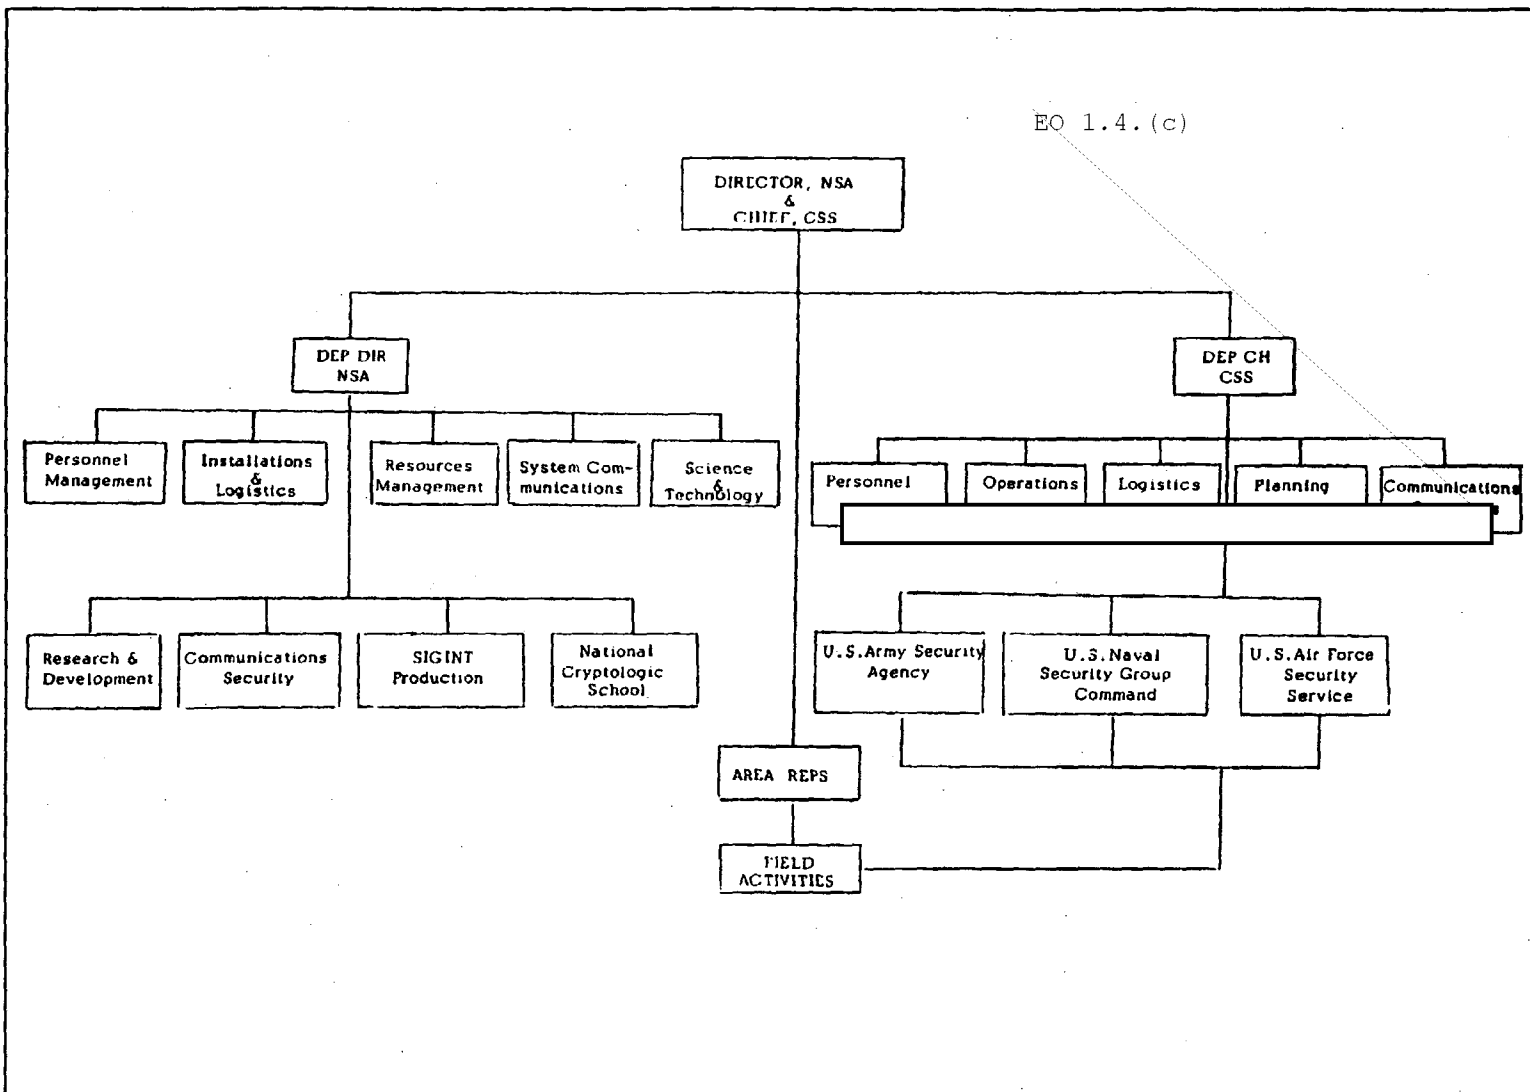 EO 1.4.(c)
DIRECTOR, NSA
&
CHIEF, CSS
DEP DIR
NSA
DEP CH
CSS
Personnel
Management
Installations
&
Logistics
Resources
Management
System Com-
munications
Science
&
Technology
Personnel
Operations
Logistics
Planning
Communications
Research &
Development
Communications
Security
SIGINT
Production
National
Cryptologic
School
U.S.Army Security
Agency
U.S.Naval
Security Group
Command
U.S.Air Force
Security
Service
AREA REPS
FIELD
ACTIVITIES